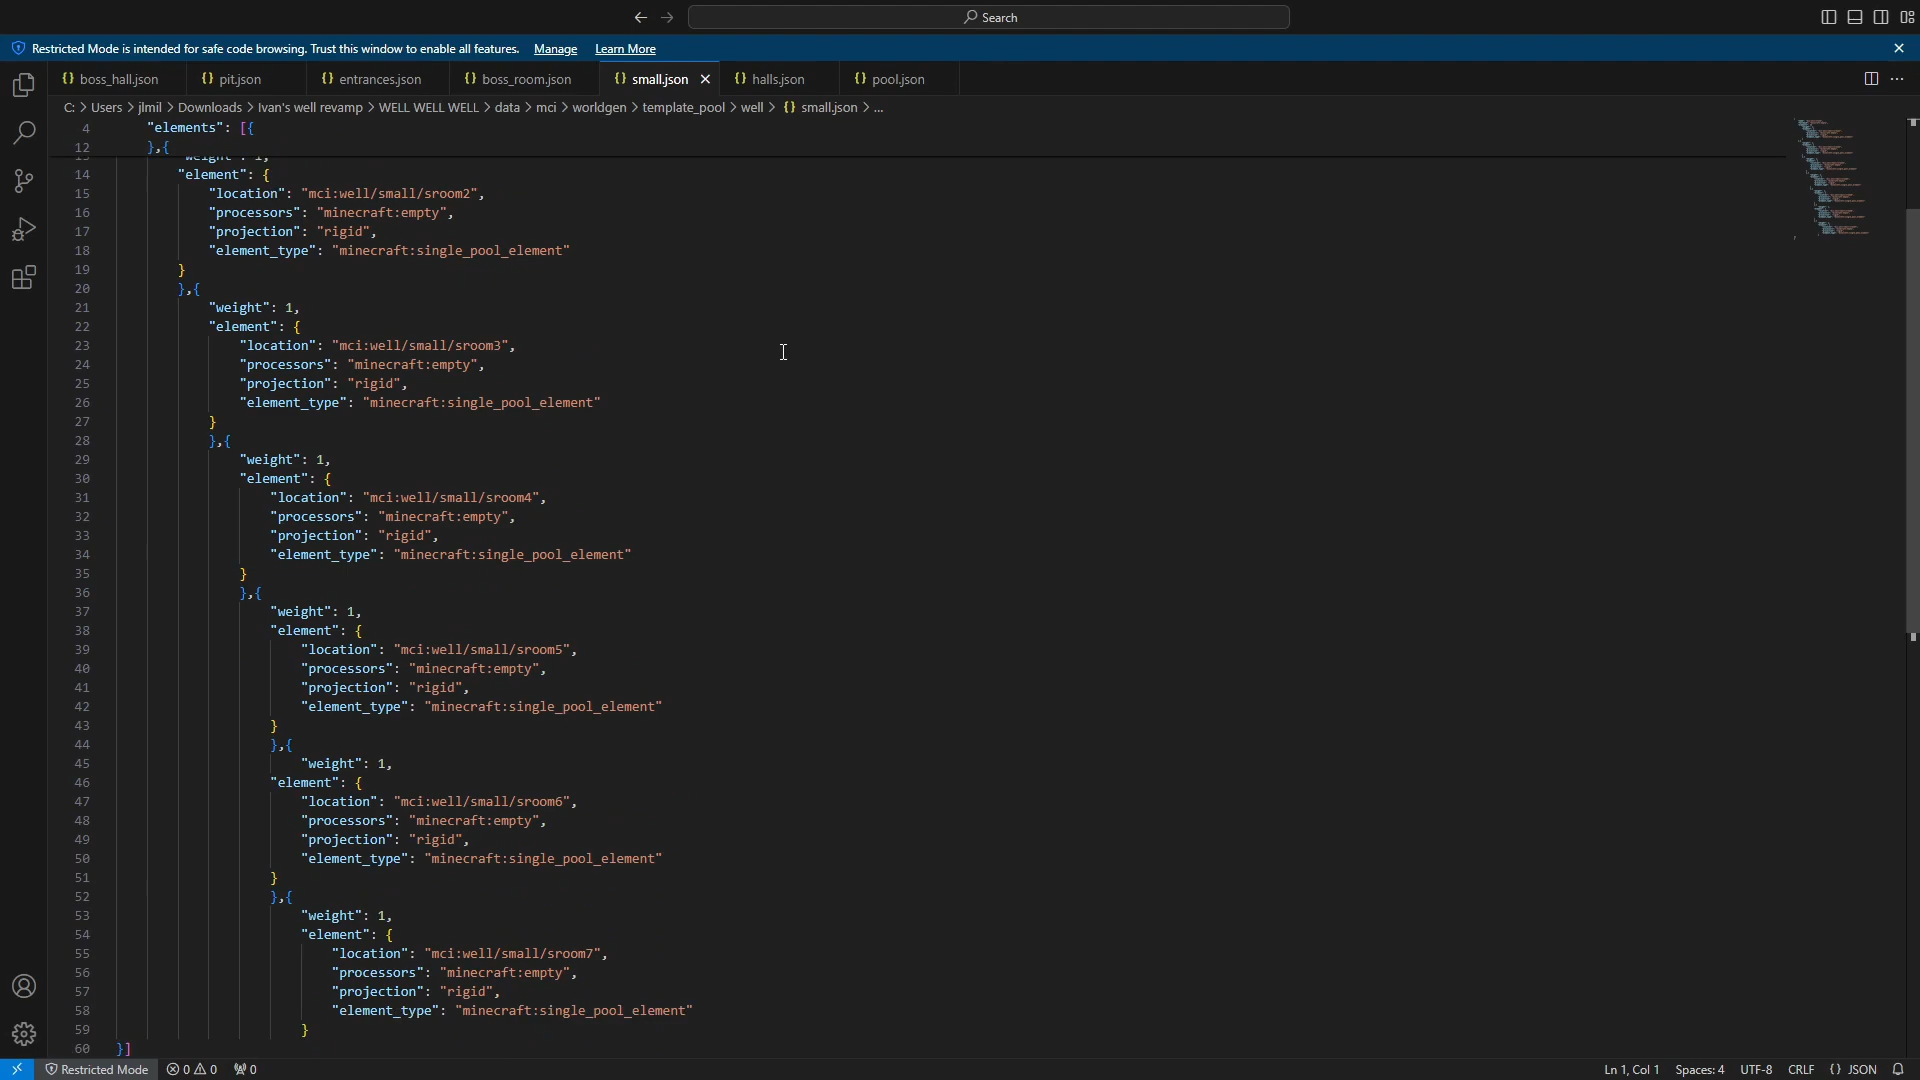 Search
Restricted Mode is intended for safe code browsing. Trust this window to enable all features. Manage Learn More
{} boss_hall.json {} pit.json {} entrances.json {} boss_room.json {} small.json {} halls.json {} pool.json
C: > Users > jlmil > Downloads > Ivan's well revamp > WELL WELL WELL > data > mci > worldgen > template_pool > well > {} small.json > ...
4 "elements": [{
12 },{
13 "weight": 1,
14 "element": {
15 "location": "mci:well/small/sroom2",
16 "processors": "minecraft:empty",
17 "projection": "rigid",
18 "element_type": "minecraft:single_pool_element"
19 }
20 },{
21 "weight": 1,
22 "element": {
23 "location": "mci:well/small/sroom3",
24 "processors": "minecraft:empty",
25 "projection": "rigid",
26 "element_type": "minecraft:single_pool_element"
27 }
28 },{
29 "weight": 1,
30 "element": {
31 "location": "mci:well/small/sroom4",
32 "processors": "minecraft:empty",
33 "projection": "rigid",
34 "element_type": "minecraft:single_pool_element"
35 }
36 },{
37 "weight": 1,
38 "element": {
39 "location": "mci:well/small/sroom5",
40 "processors": "minecraft:empty",
41 "projection": "rigid",
42 "element_type": "minecraft:single_pool_element"
43 }
44 },{
45 "weight": 1,
46 "element": {
47 "location": "mci:well/small/sroom6",
48 "processors": "minecraft:empty",
49 "projection": "rigid",
50 "element_type": "minecraft:single_pool_element"
51 }
52 },{
53 "weight": 1,
54 "element": {
55 "location": "mci:well/small/sroom7",
56 "processors": "minecraft:empty",
57 "projection": "rigid",
58 "element_type": "minecraft:single_pool_element"
59 }
60 }]
Restricted Mode 0 0 0 Ln 1, Col 1 Spaces: 4 UTF-8 CRLF {} JSON